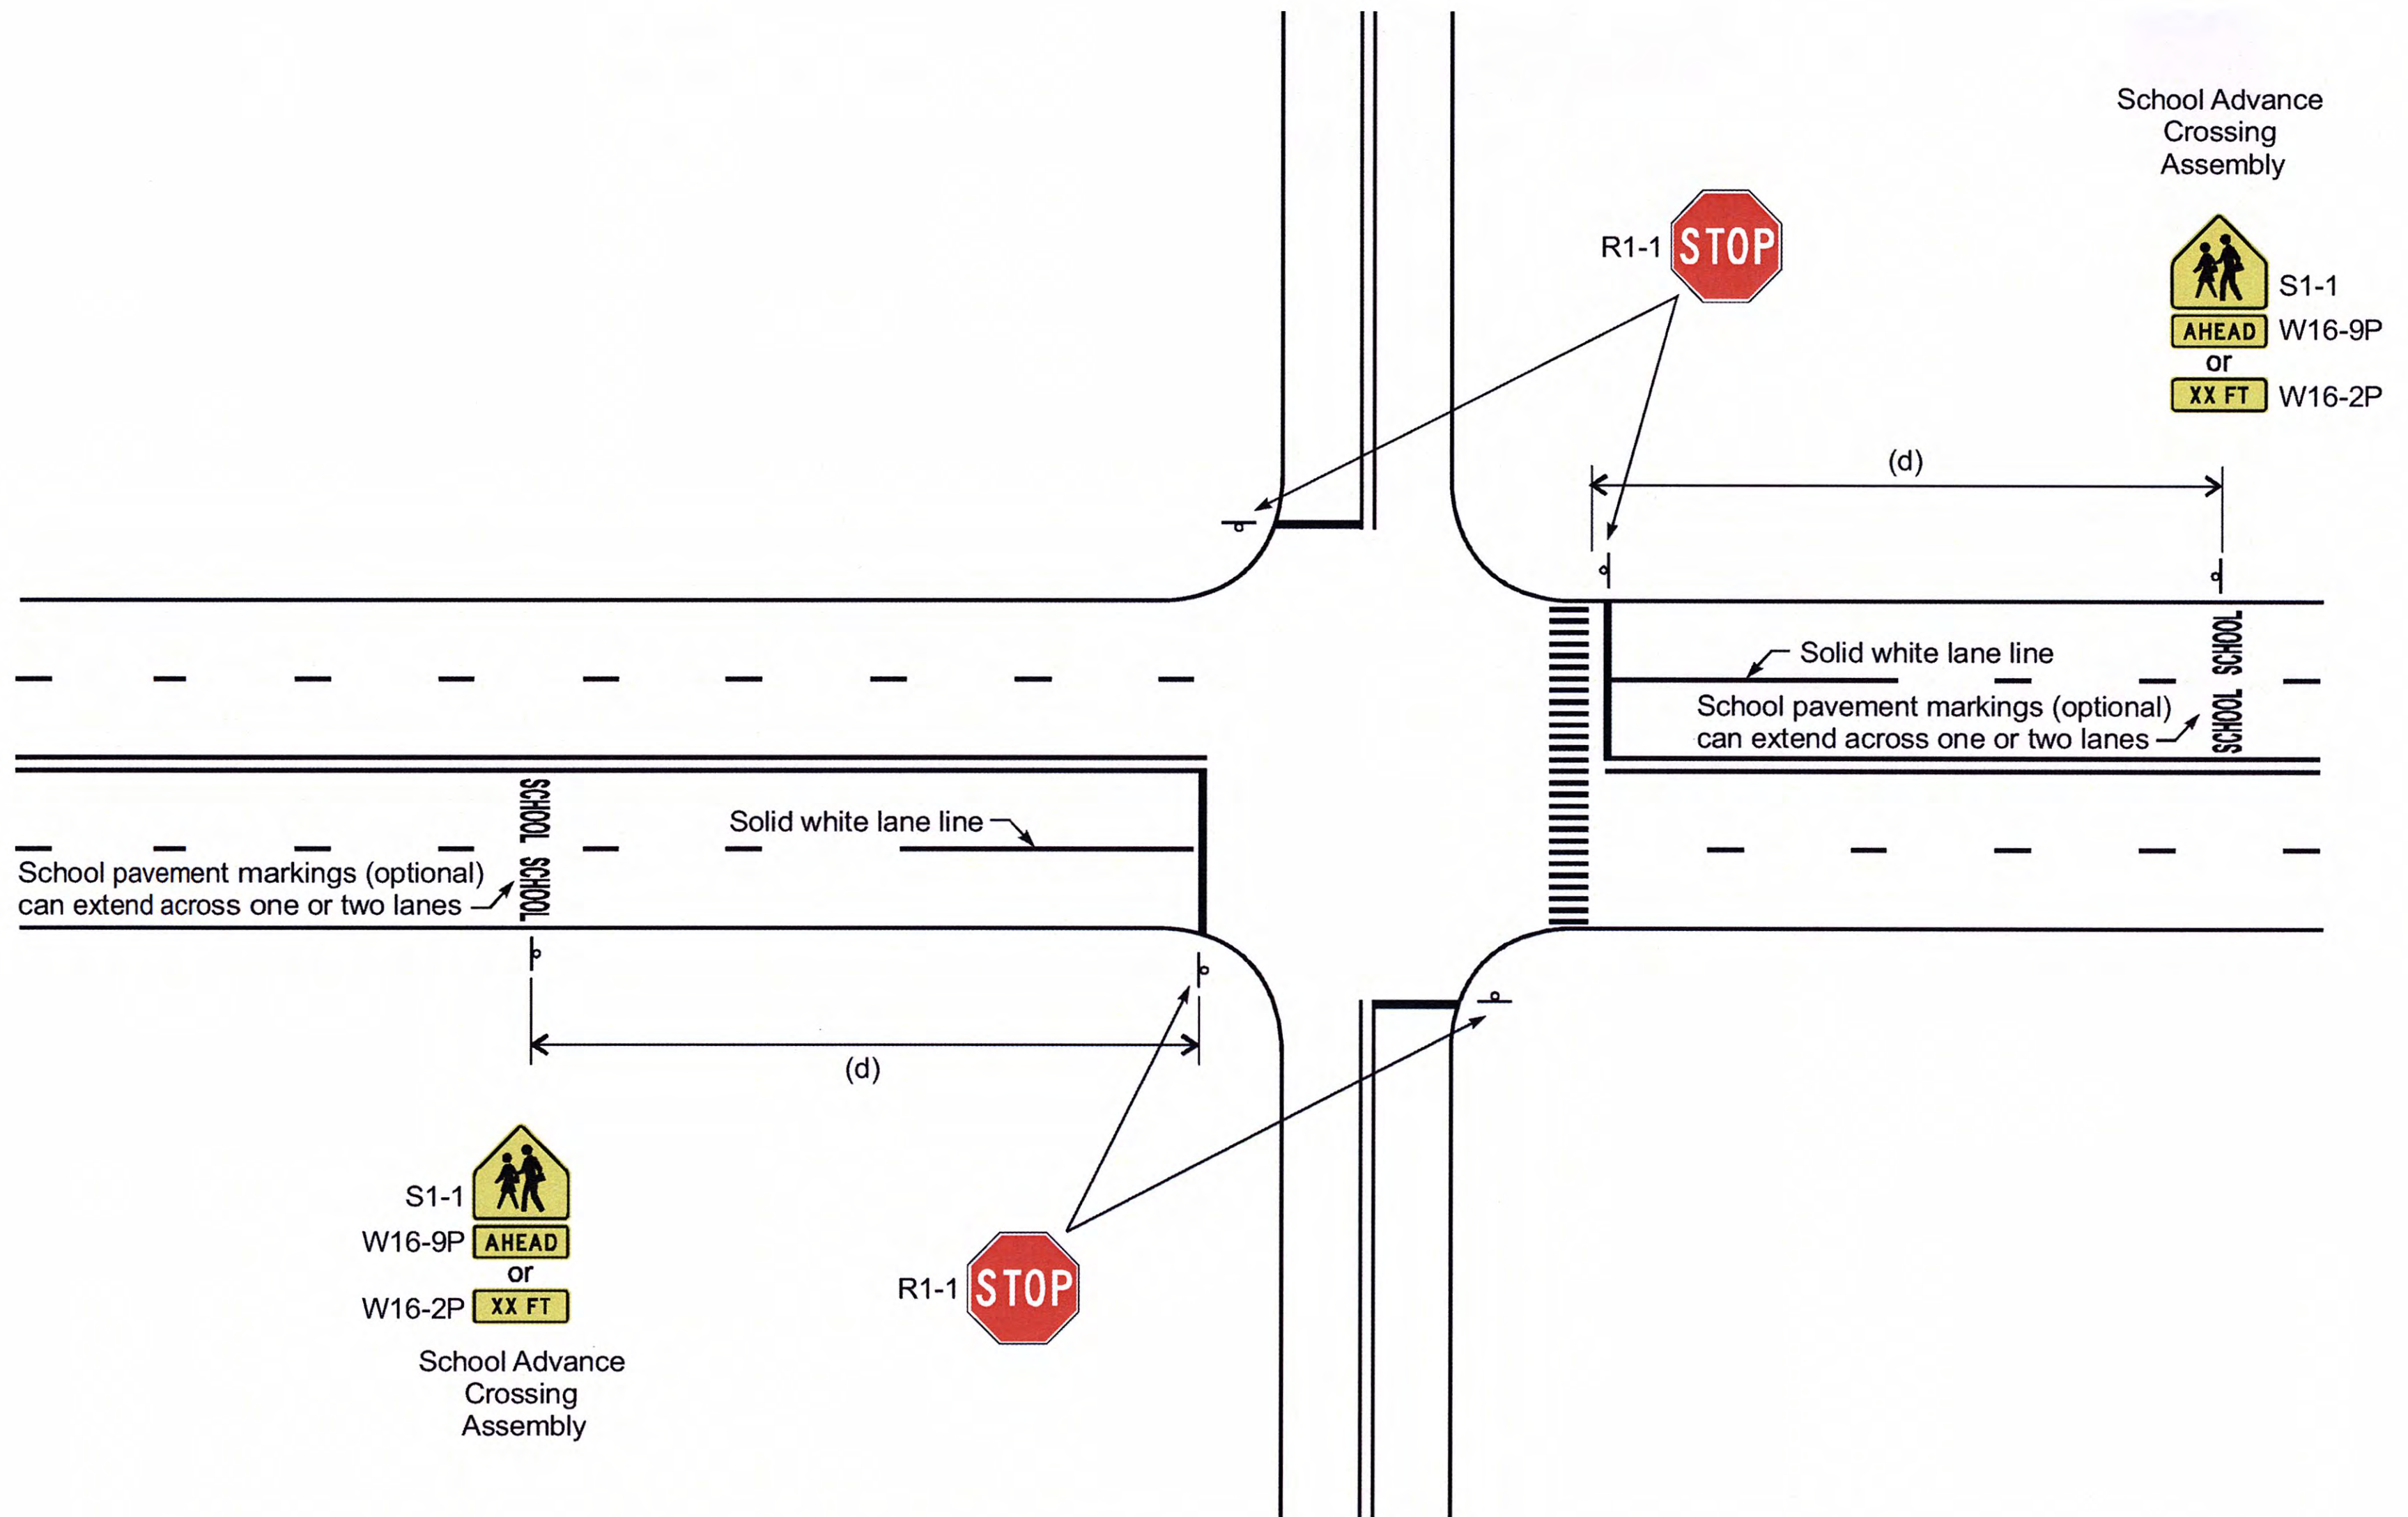 School Advance
Crossing
Assembly
R1-1
STOP
S1-1
AHEAD
W16-9P
or
XX FT
W16-2P
(d)
Solid white lane line
School pavement markings (optional)
can extend across one or two lanes
SCHOOL
SCHOOL
SCHOOL
SCHOOL
Solid white lane line
School pavement markings (optional)
can extend across one or two lanes
(d)
S1-1
W16-9P
AHEAD
or
W16-2P
XX FT
School Advance
Crossing
Assembly
R1-1
STOP